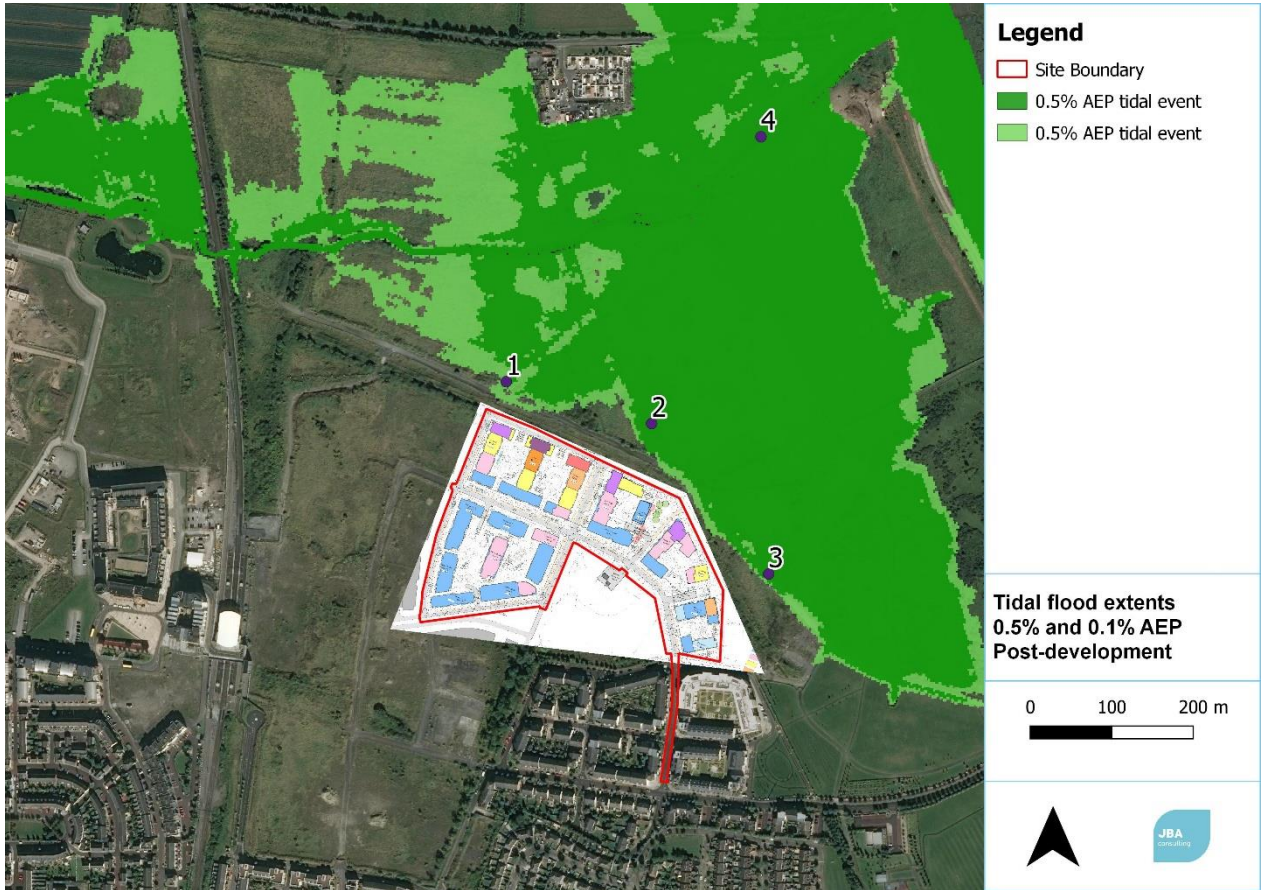 4
1
2
3
Legend
Site Boundary
0.5% AEP tidal event
0.5% AEP tidal event
Tidal flood extents
0.5% and 0.1% AEP
Post-development
0 100 200 m
JBA
consulting